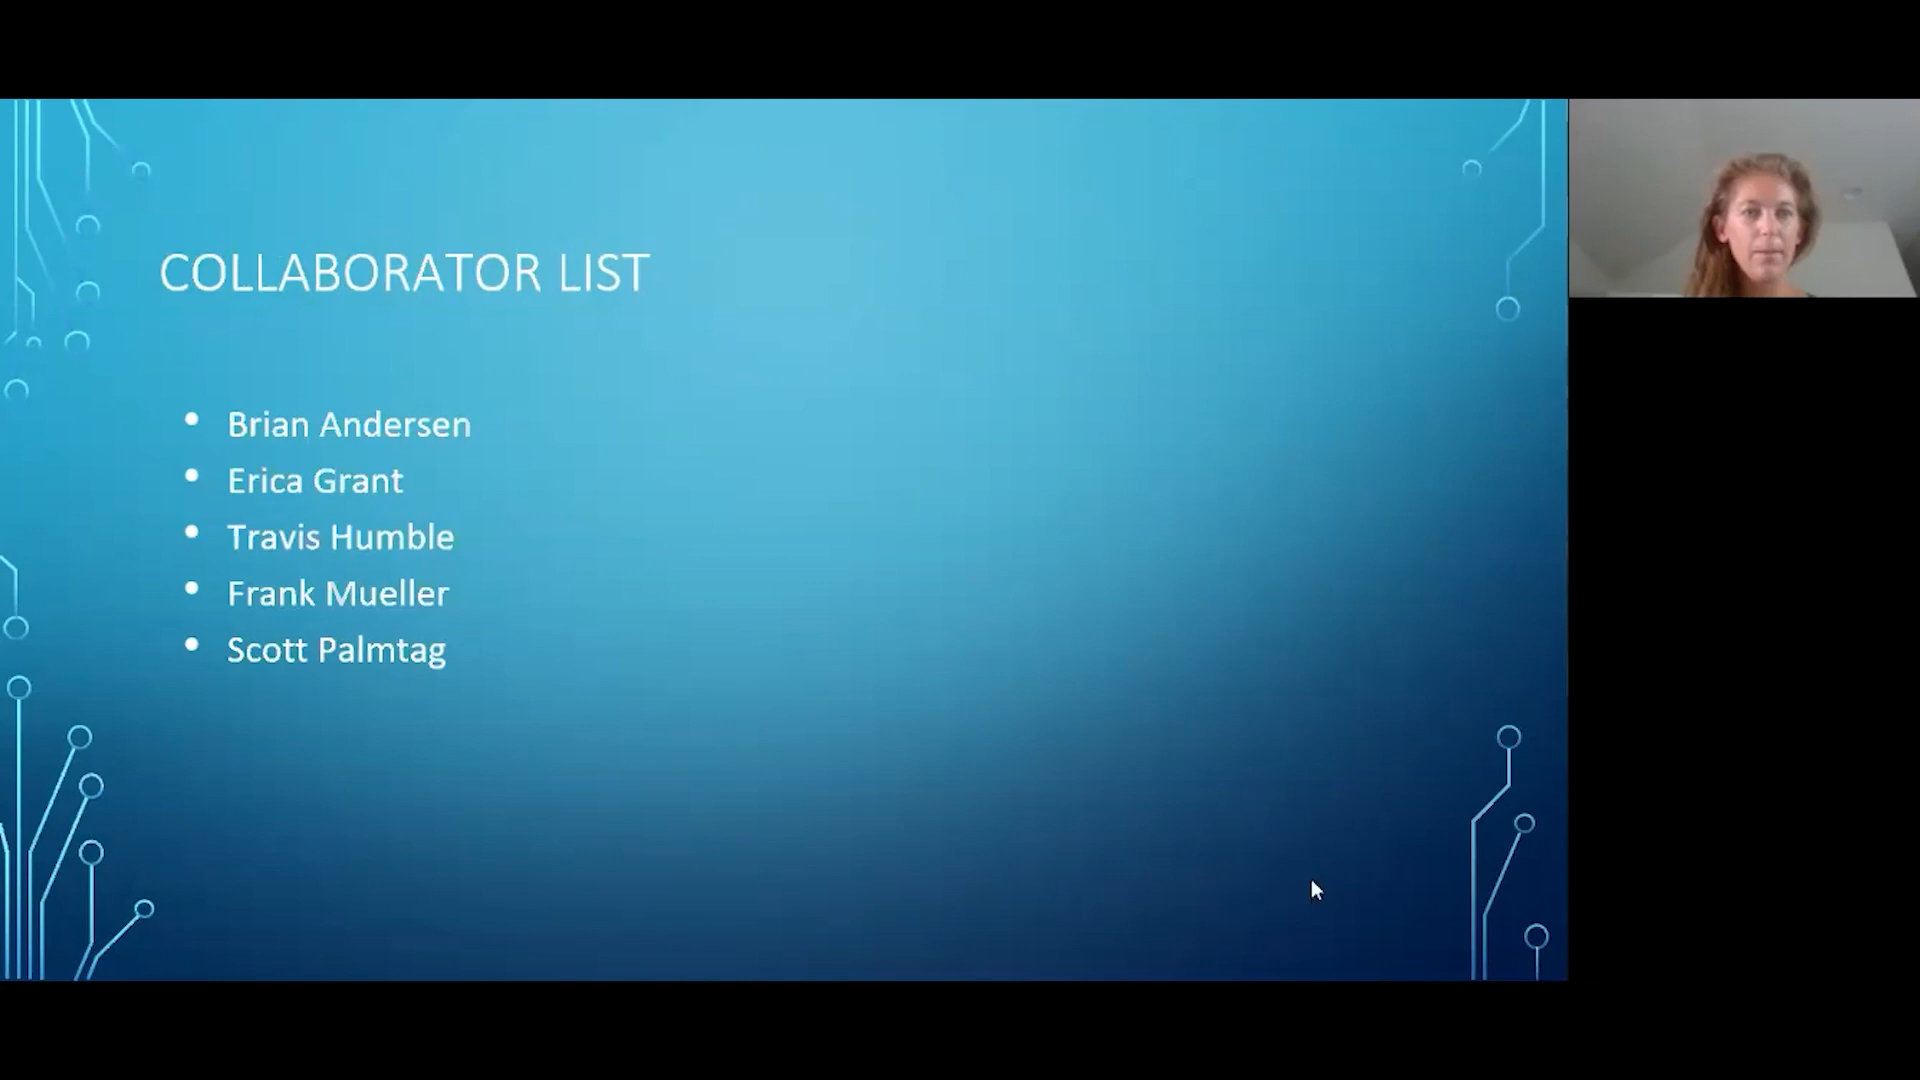 COLLABORATOR LIST
• Brian Andersen
• Erica Grant
• Travis Humble
• Frank Mueller
• Scott Palmtag